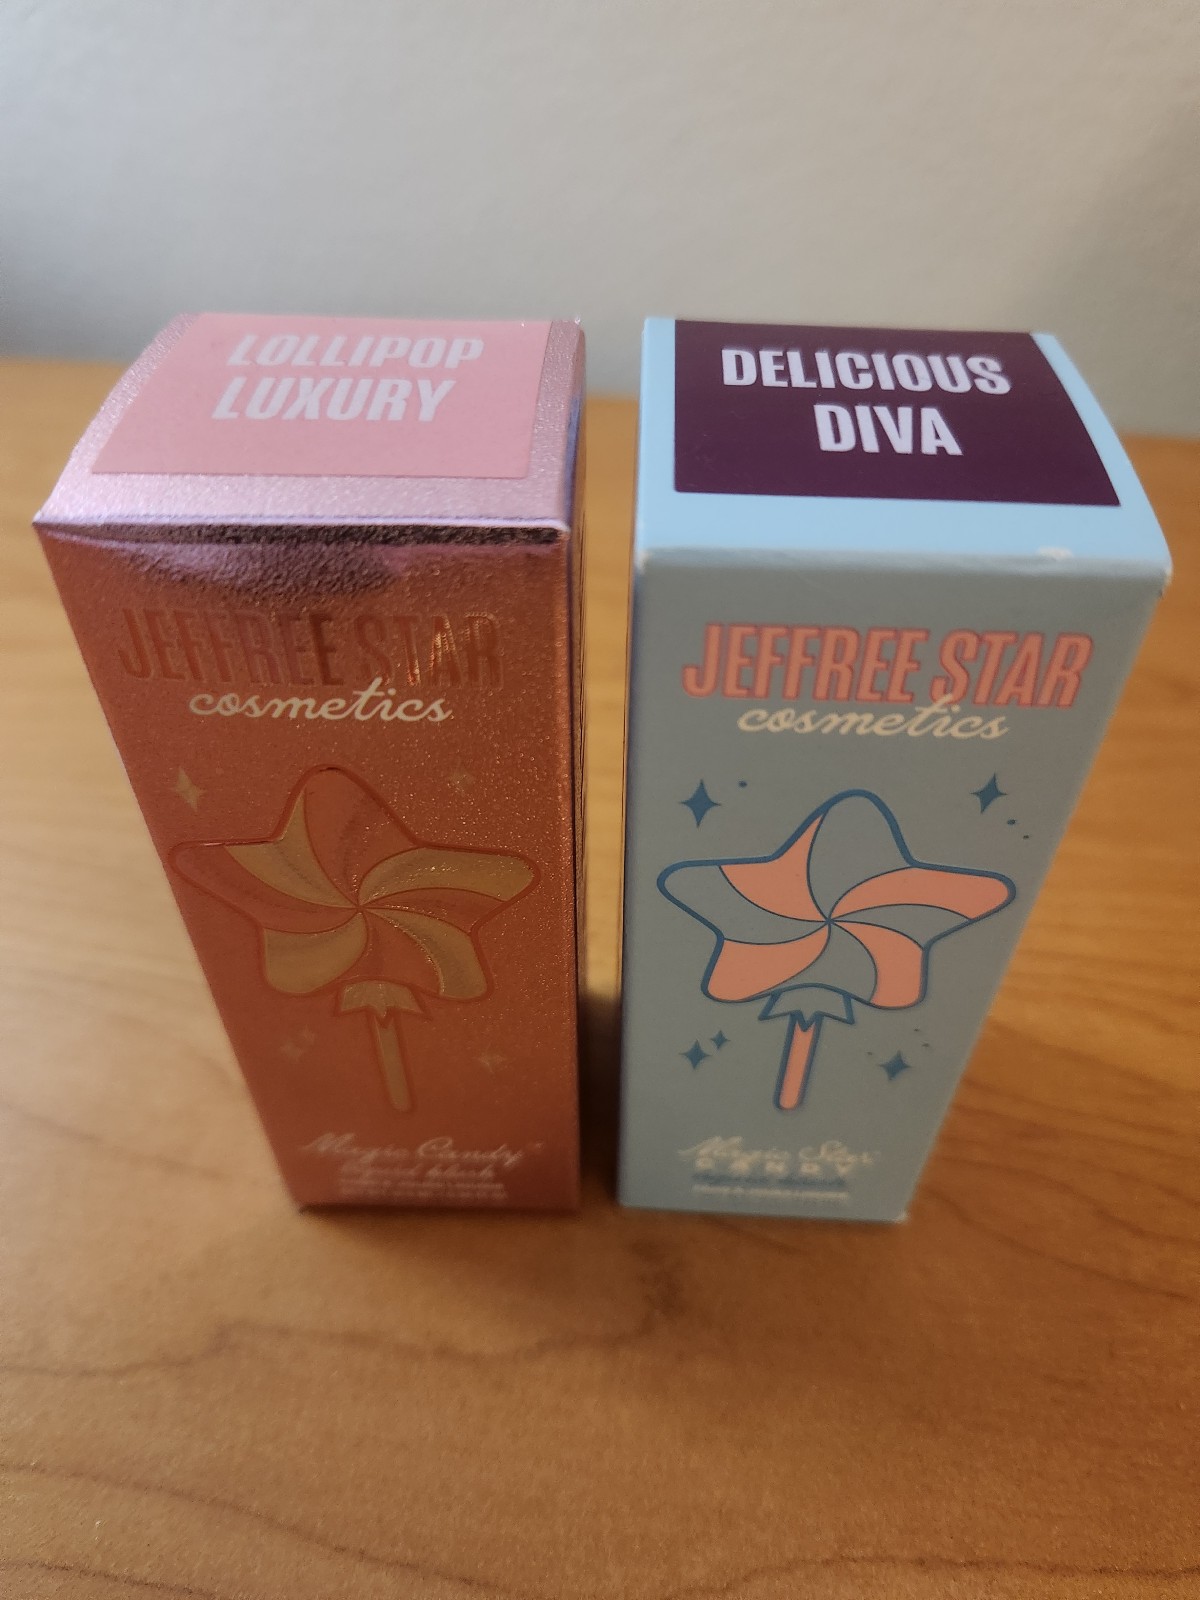 LOLLIPOP
LUXURY
JEFFREE STAR
cosmetics
Magic Candy
liquid blush
DELICIOUS
DIVA
JEFFREE STAR
cosmetics
Magic Star
CANDY